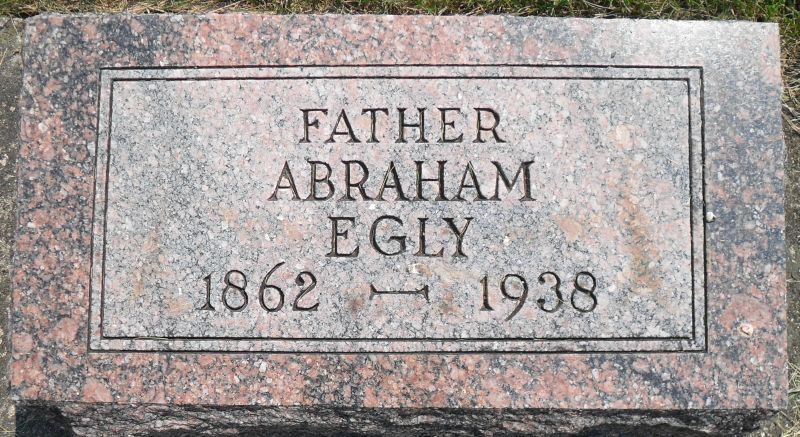 FATHER
ABRAHAM
EGLY
1862 — 1938